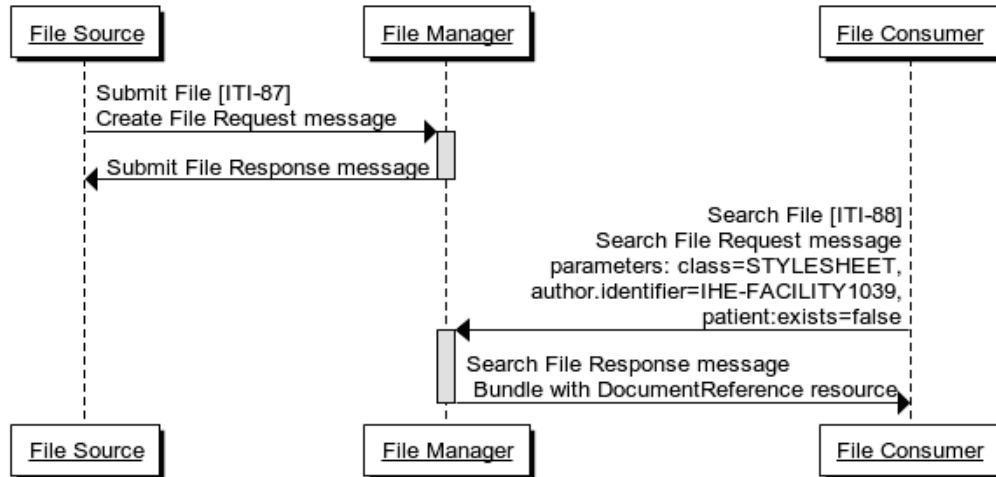 File Source
File Manager
File Consumer
Submit File [ITI-87]
Create File Request message
Submit File Response message
Search File [ITI-88]
Search File Request message
parameters: class=STYLESHEET,
author.identifier=IHE-FACILITY1039,
patient:exists=false
Search File Response message
Bundle with DocumentReference resource
File Source
File Manager
File Consumer